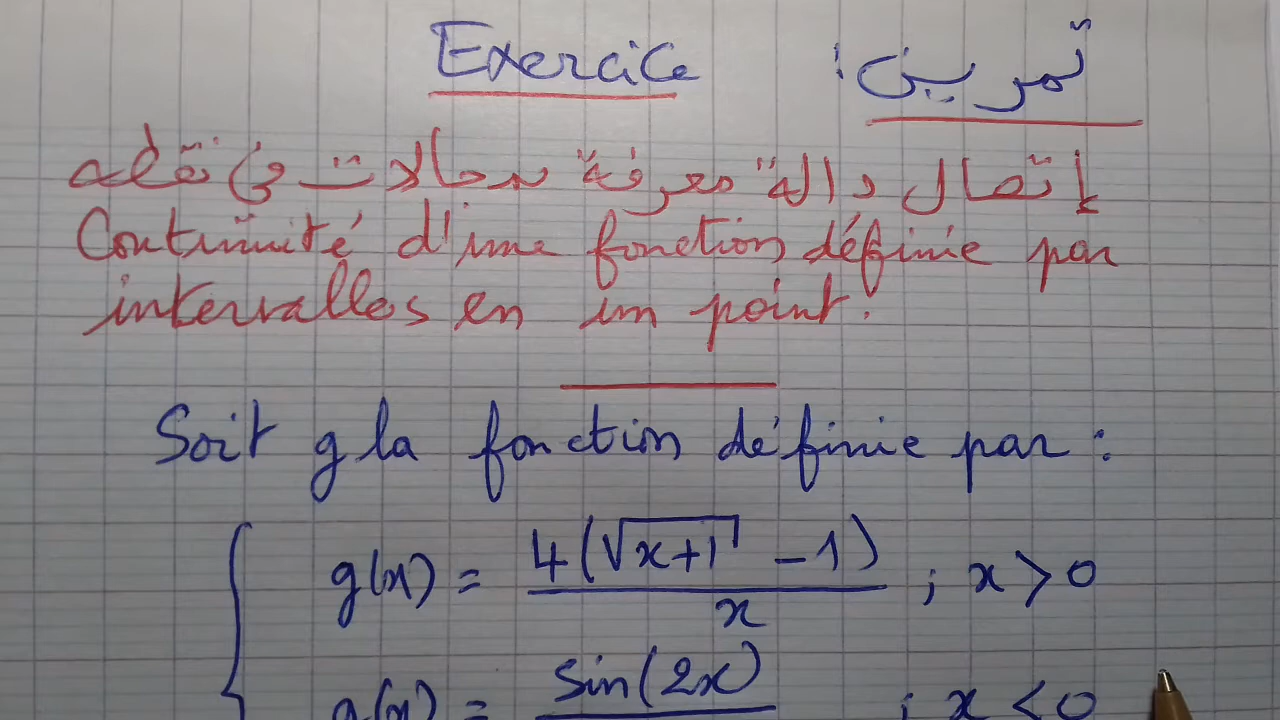 Exercice تمرين:
إتصال دالة معرفة بمجالات في نقطة
Continuité d'une fonction définie par
intervalles en un point.
Soit g la fonction définie par :
g(x) = 4(√x+1 - 1) / x ; x > 0
g(x) = sin(2x) ; x < 0